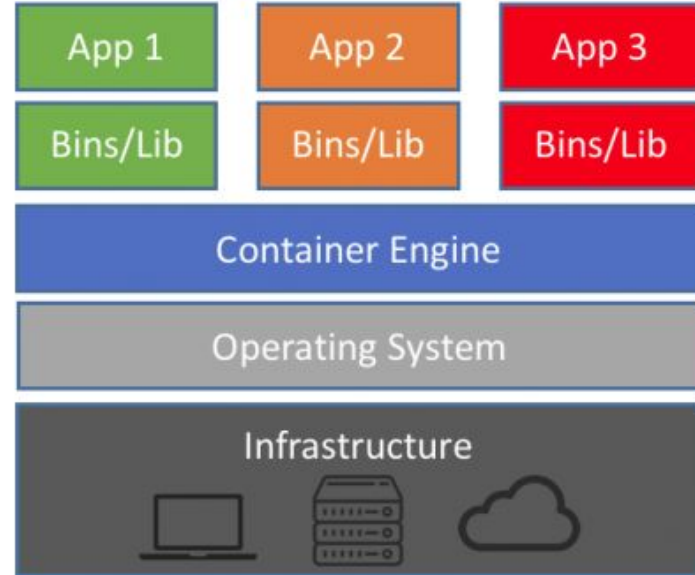 App 1
App 2
App 3
Bins/Lib
Bins/Lib
Bins/Lib
Container Engine
Operating System
Infrastructure